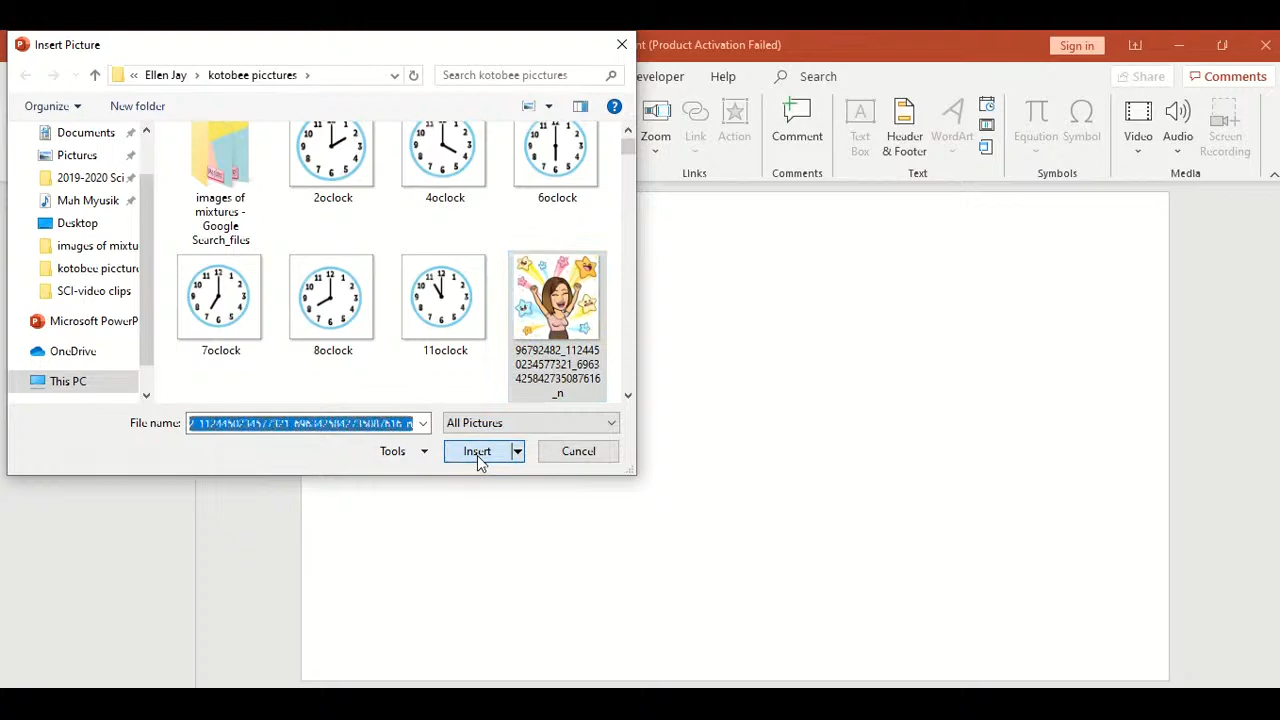 Insert Picture
nt (Product Activation Failed)
Sign in
« Ellen Jay > kotobee picctures >
Search kotobee picctures
eveloper
Help
Search
Share
Comments
Organize
New folder
Documents
Pictures
2019-2020 Sci
Mah Myusik
Desktop
images of mixtu
kotobee picctur
SCI-video clips
Microsoft PowerP
OneDrive
This PC
images of
mixtures -
Google
Search_files
2oclock
4oclock
6oclock
7oclock
8oclock
11oclock
96792482_112445
0234577321_6963
425842735087616
_n
File name:
2_1124450234577321_6963425842735087616_n
All Pictures
Tools
Insert
Cancel
Zoom
Link
Action
Comment
Text
Box
Header
& Footer
WordArt
Equation
Symbol
Video
Audio
Screen
Recording
Links
Comments
Text
Symbols
Media